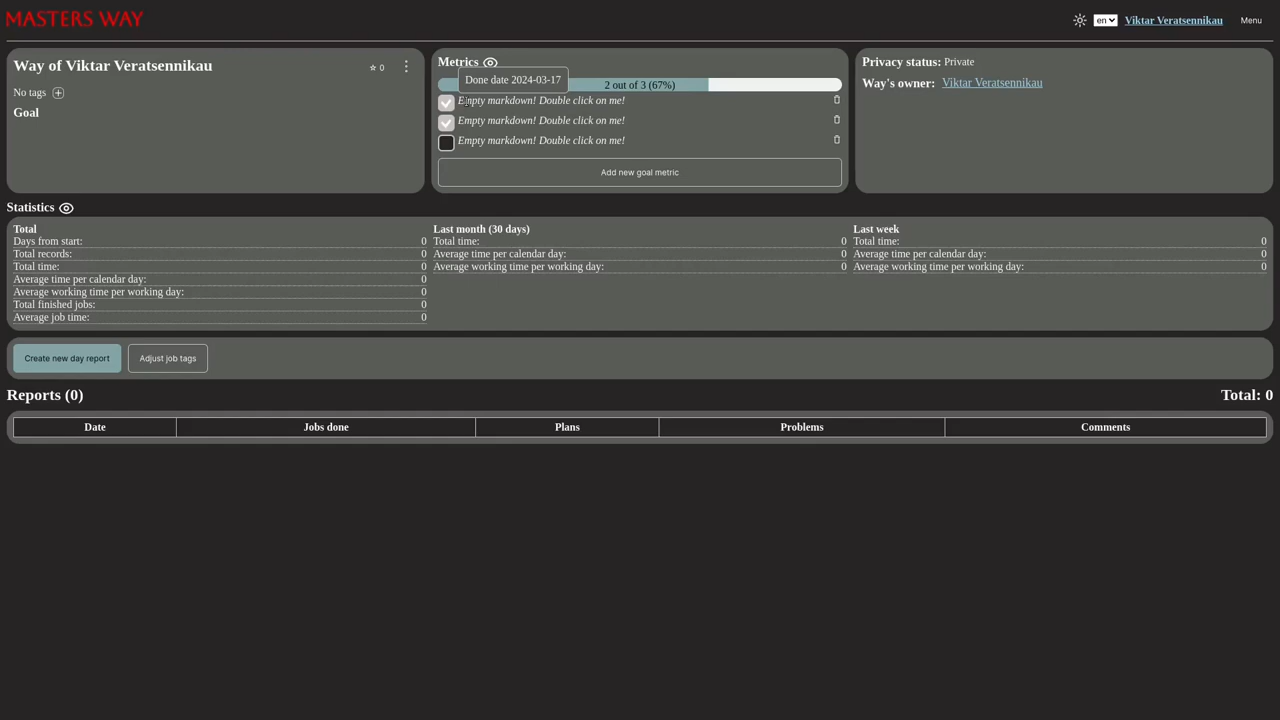 MASTERS WAY
en
Viktar Veratsennikau
Menu
Way of Viktar Veratsennikau
0
No tags
Goal
Metrics
Done date 2024-03-17
2 out of 3 (67%)
Empty markdown! Double click on me!
Empty markdown! Double click on me!
Empty markdown! Double click on me!
Add new goal metric
Privacy status: Private
Way's owner: Viktar Veratsennikau
Statistics
Total
Days from start: 0
Total records: 0
Total time: 0
Average time per calendar day: 0
Average working time per working day: 0
Total finished jobs: 0
Average job time: 0
Last month (30 days)
Total time: 0
Average time per calendar day: 0
Average working time per working day: 0
Last week
Total time: 0
Average time per calendar day: 0
Average working time per working day: 0
Create new day report
Adjust job tags
Reports (0)
Total: 0
Date
Jobs done
Plans
Problems
Comments